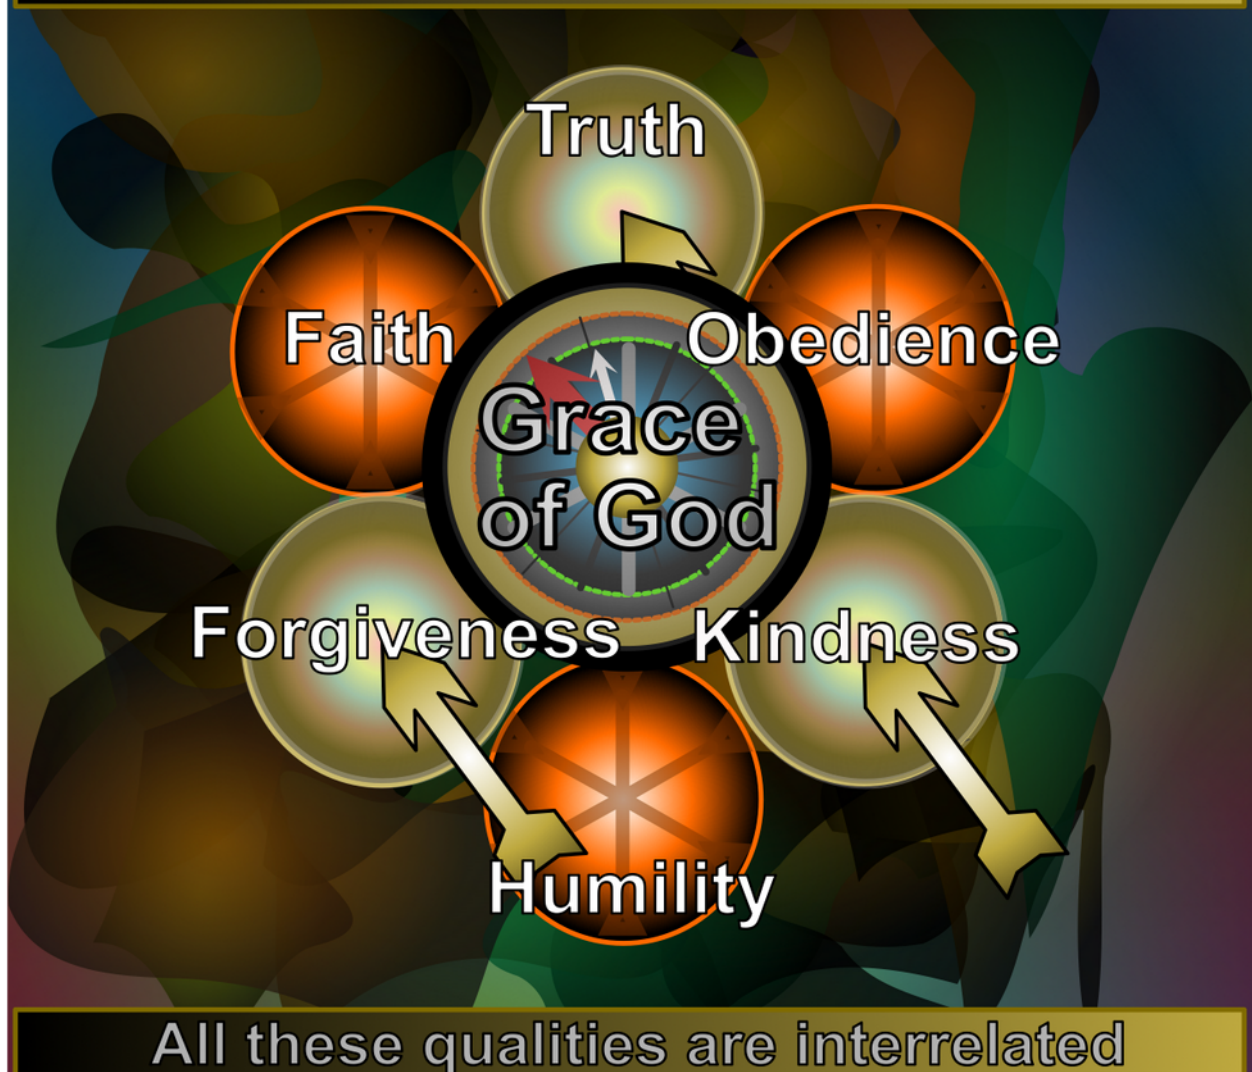 Truth
Faith
Obedience
Grace
of God
Forgiveness
Kindness
Humility
All these qualities are interrelated